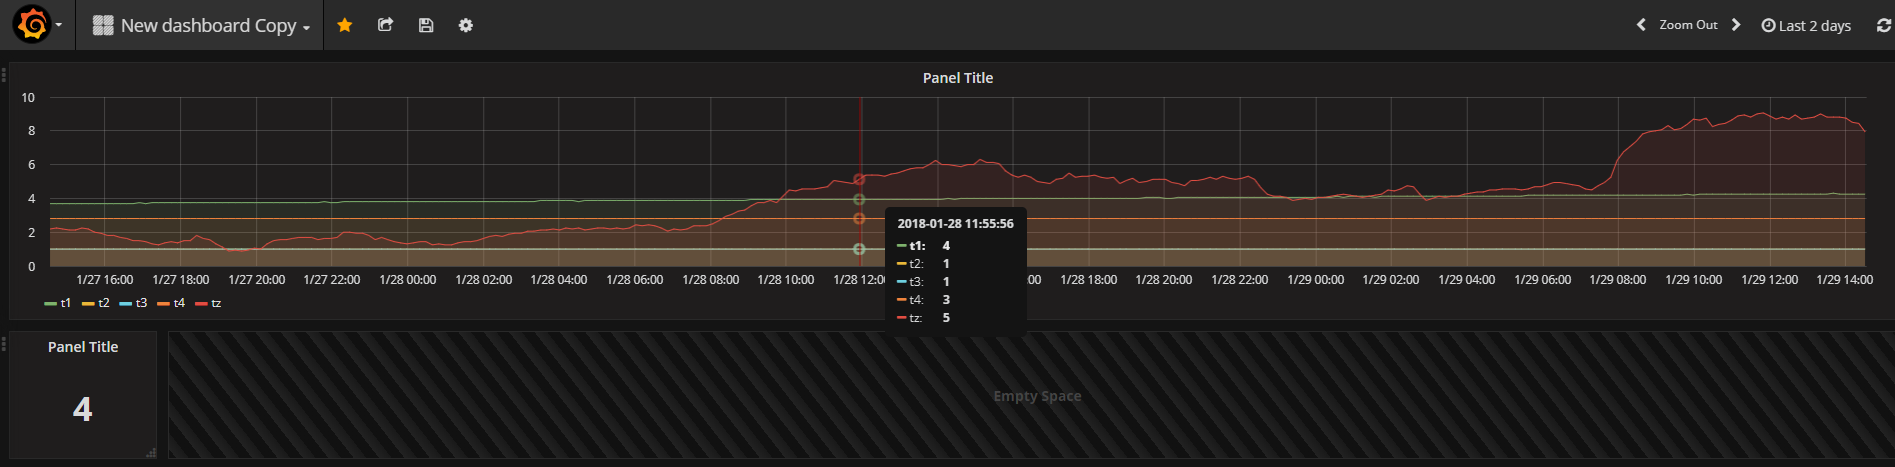 New dashboard Copy
Zoom Out
Last 2 days
Panel Title
10
8
6
4
2
0
1/27 16:00 1/27 18:00 1/27 20:00 1/27 22:00 1/28 00:00 1/28 02:00 1/28 04:00 1/28 06:00 1/28 08:00 1/28 10:00 1/28 12:00 1/28 18:00 1/28 20:00 1/28 22:00 1/29 00:00 1/29 02:00 1/29 04:00 1/29 06:00 1/29 08:00 1/29 10:00 1/29 12:00 1/29 14:00
2018-01-28 11:55:56
t1: 4
t2: 1
t3: 1
t4: 3
tz: 5
t1 t2 t3 t4 tz
Panel Title
4
Empty Space